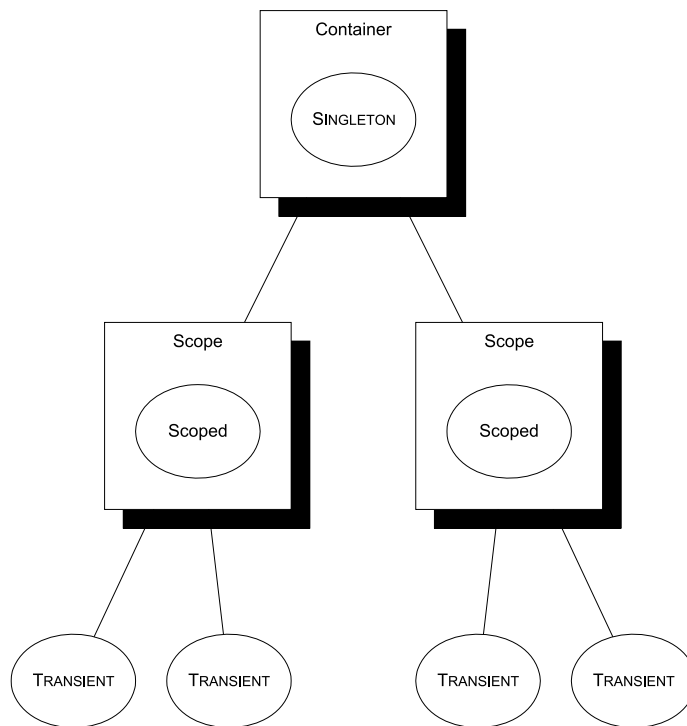 Container
SINGLETON
Scope
Scope
Scoped
Scoped
TRANSIENT
TRANSIENT
TRANSIENT
TRANSIENT